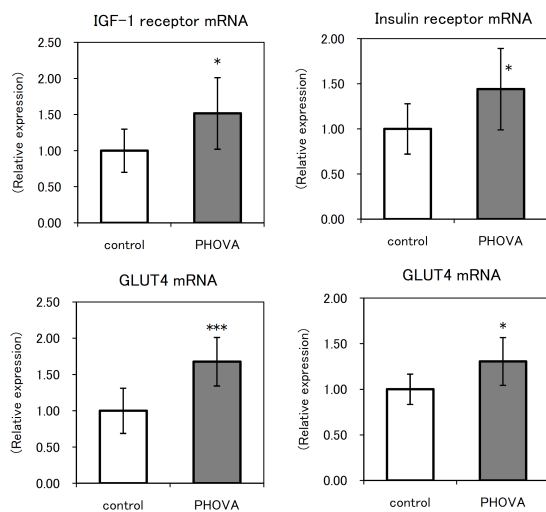 IGF-1 receptor mRNA
(Relative expression)
2.50
2.00
1.50
1.00
0.50
0.00
*
control PHOVA
Insulin receptor mRNA
(Relative expression)
2.00
1.50
1.00
0.50
0.00
*
control PHOVA
GLUT4 mRNA
(Relative expression)
2.50
2.00
1.50
1.00
0.50
0.00
***
control PHOVA
GLUT4 mRNA
(Relative expression)
2.00
1.50
1.00
0.50
0.00
*
control PHOVA